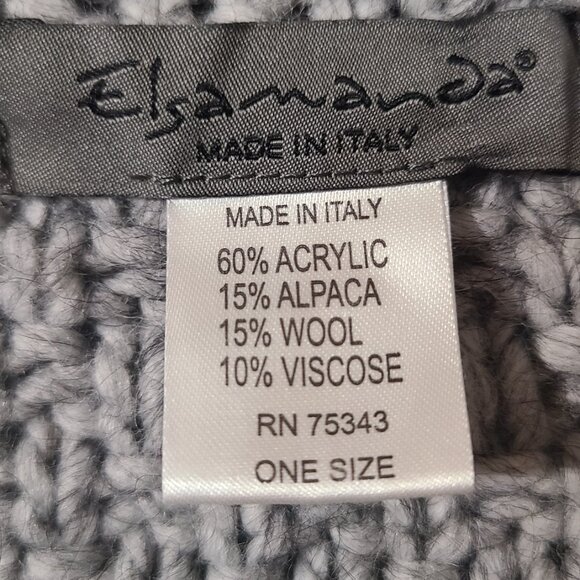 Elsamanda®
MADE IN ITALY
MADE IN ITALY
60% ACRYLIC
15% ALPACA
15% WOOL
10% VISCOSE
RN 75343
ONE SIZE